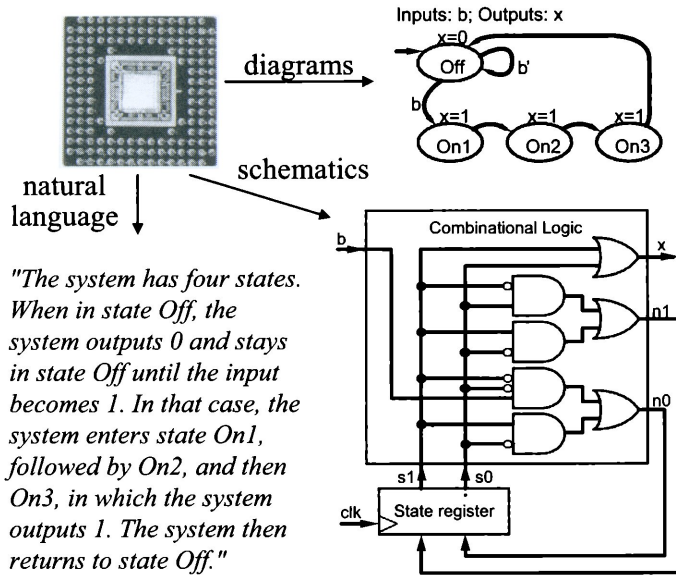 Inputs: b; Outputs: x
x=0
diagrams
Off
b'
b
x=1
x=1
x=1
On1
On2
On3
schematics
natural
language
Combinational Logic
b
x
n1
n0
"The system has four states.
When in state Off, the
system outputs 0 and stays
in state Off until the input
becomes 1. In that case, the
system enters state On1,
followed by On2, and then
On3, in which the system
outputs 1. The system then
returns to state Off."
s1
s0
clk
State register